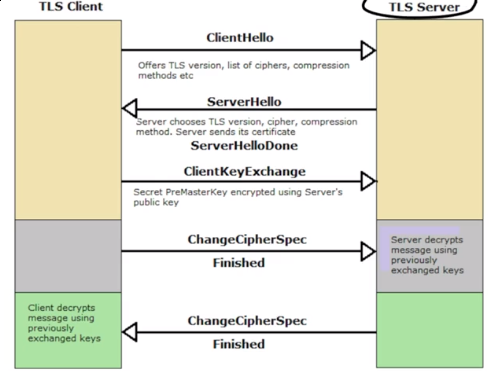 TLS Client
TLS Server
ClientHello
Offers TLS version, list of ciphers, compression
methods etc
ServerHello
Server chooses TLS version, cipher, compression
method. Server sends its certificate
ServerHelloDone
ClientKeyExchange
Secret PreMasterKey encrypted using Server's
public key
ChangeCipherSpec
Finished
Server decrypts
message using
previously
exchanged keys
Client decrypts
message using
previously
exchanged keys
ChangeCipherSpec
Finished